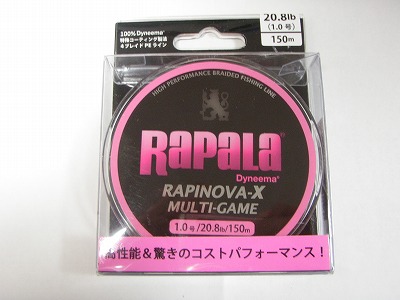 100% Dyneema®
特殊コーティング製法
4ブレイドPEライン
20.8lb
(1.0号)
150m
HIGH PERFORMANCE BRAIDED FISHING LINE
RAPALA®
Dyneema®
RAPINOVA-X
MULTI-GAME
1.0号/20.8lb/150m
高性能&驚きのコストパフォーマンス!